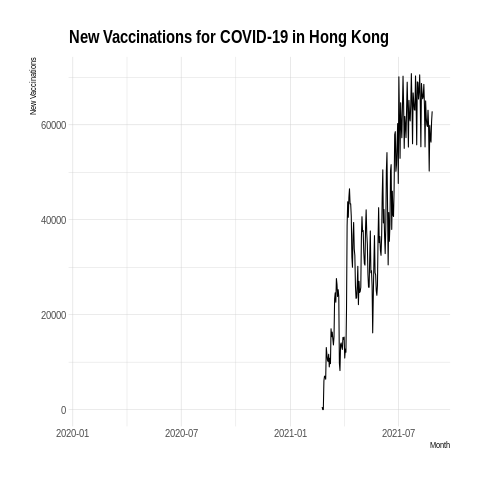 New Vaccinations for COVID-19 in Hong Kong
New Vaccinations
60000
40000
20000
0
2020-01
2020-07
2021-01
2021-07
Month